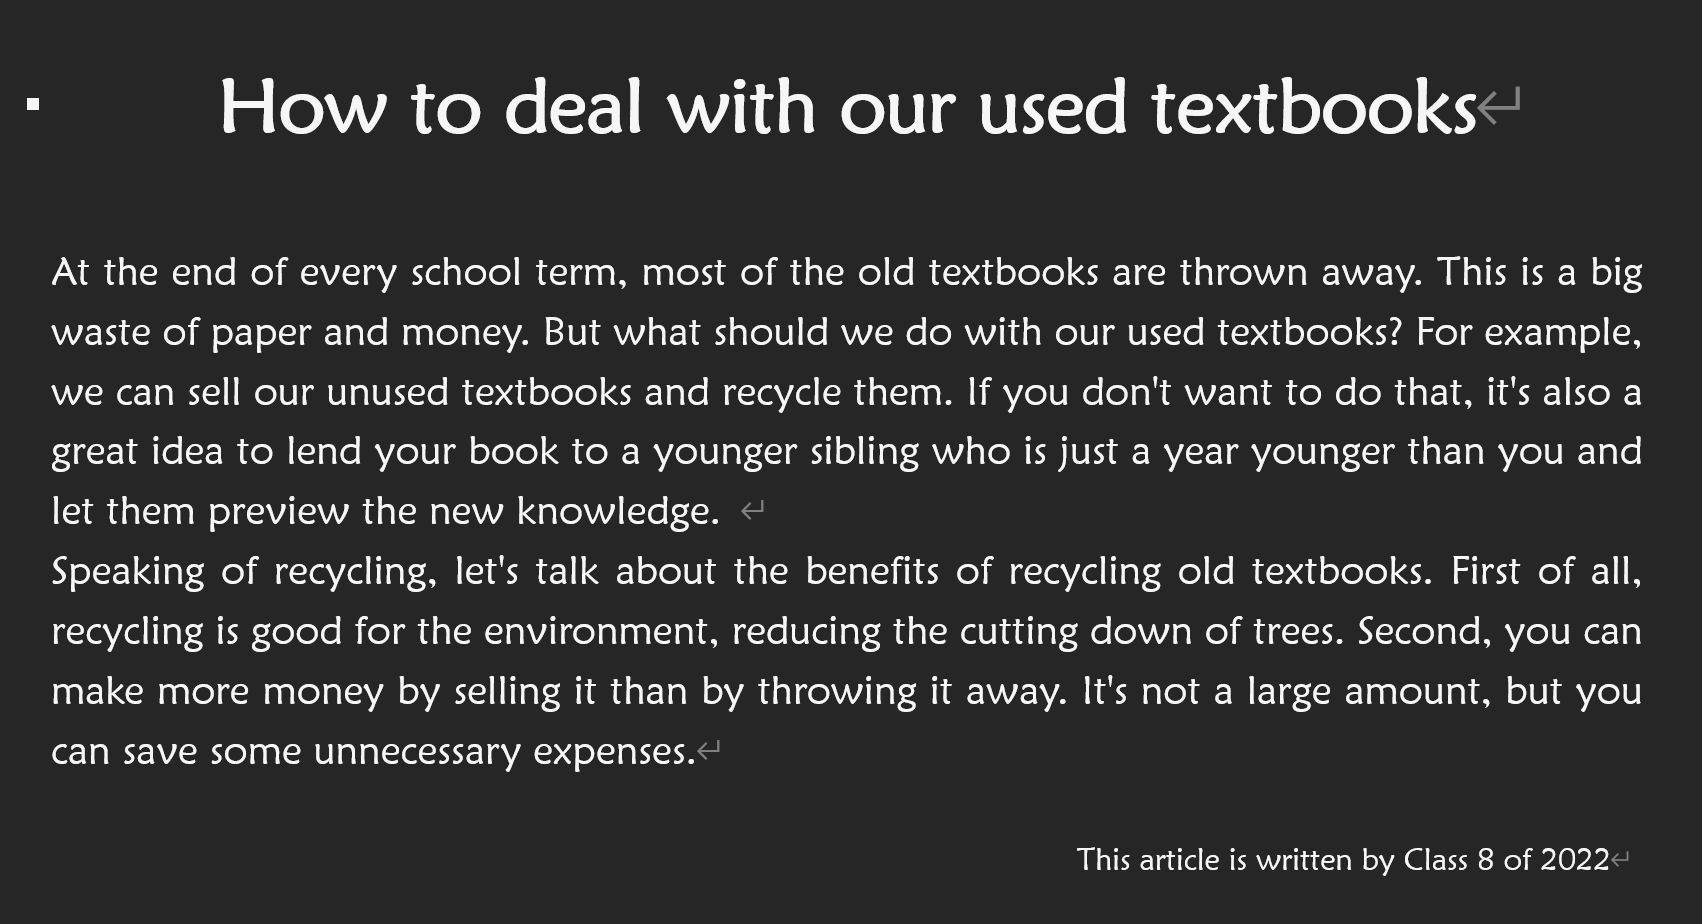 How to deal with our used textbooks
At the end of every school term, most of the old textbooks are thrown away. This is a big
waste of paper and money. But what should we do with our used textbooks? For example,
we can sell our unused textbooks and recycle them. If you don't want to do that, it's also a
great idea to lend your book to a younger sibling who is just a year younger than you and
let them preview the new knowledge.
Speaking of recycling, let's talk about the benefits of recycling old textbooks. First of all,
recycling is good for the environment, reducing the cutting down of trees. Second, you can
make more money by selling it than by throwing it away. It's not a large amount, but you
can save some unnecessary expenses.
This article is written by Class 8 of 2022